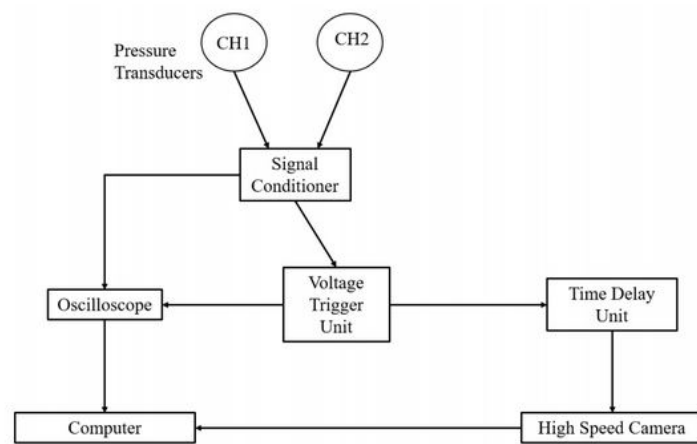 CH1
CH2
Pressure
Transducers
Signal
Conditioner
Oscilloscope
Voltage
Trigger
Unit
Time Delay
Unit
Computer
High Speed Camera